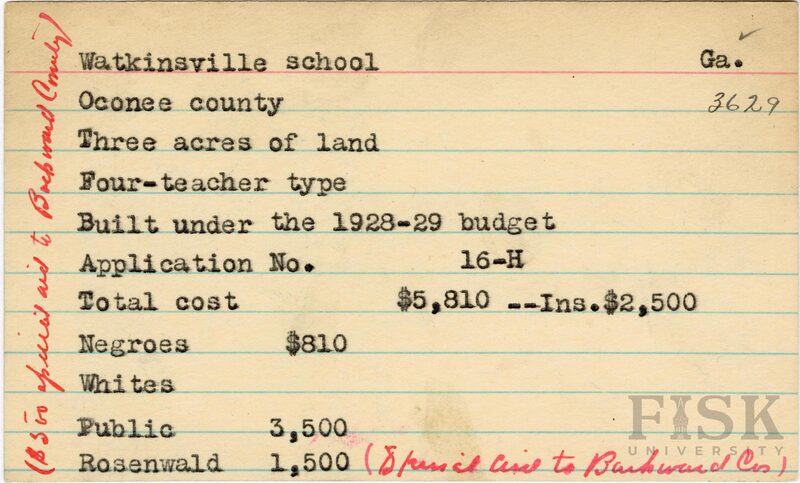 Watkinsville school Ga.
Oconee county 3629
Three acres of land
Four-teacher type
Built under the 1928-29 budget
Application No. 16-H
Total cost $5,810 --Ins.$2,500
Negroes $810
Whites
Public 3,500
Rosenwald 1,500 (Special aid to Backward Cos)
($500 special aid to Backward County)
FISK
UNIVERSITY